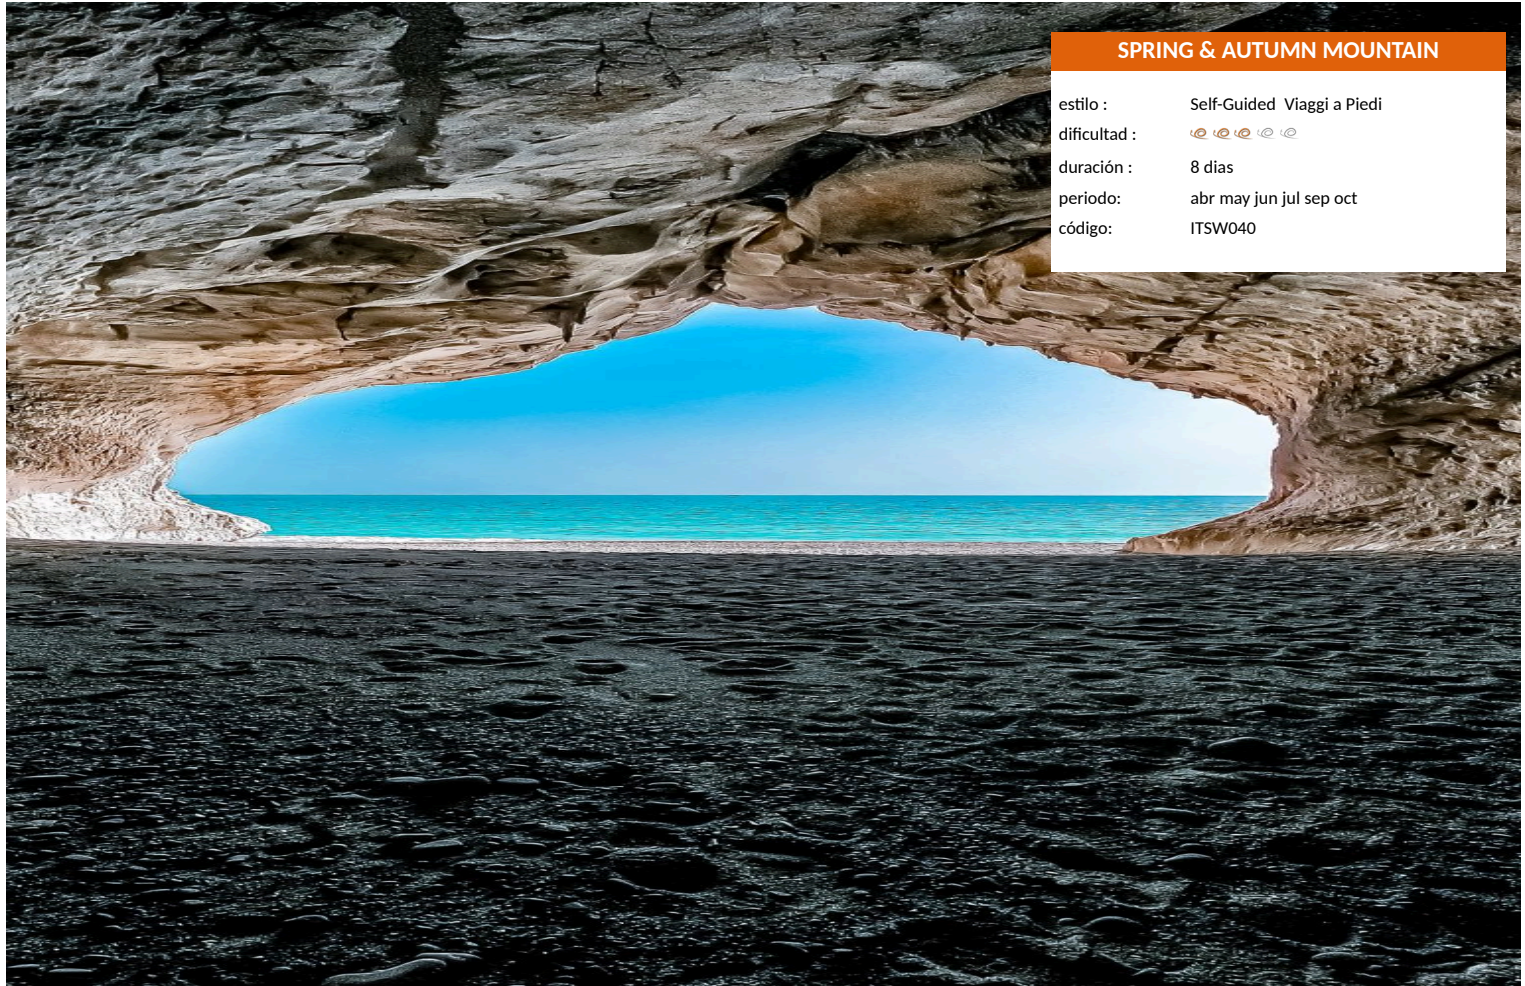 SPRING & AUTUMN MOUNTAIN
estilo : Self-Guided Viaggi a Piedi
dificultad :
duración : 8 dias
periodo: abr may jun jul sep oct
código: ITSW040